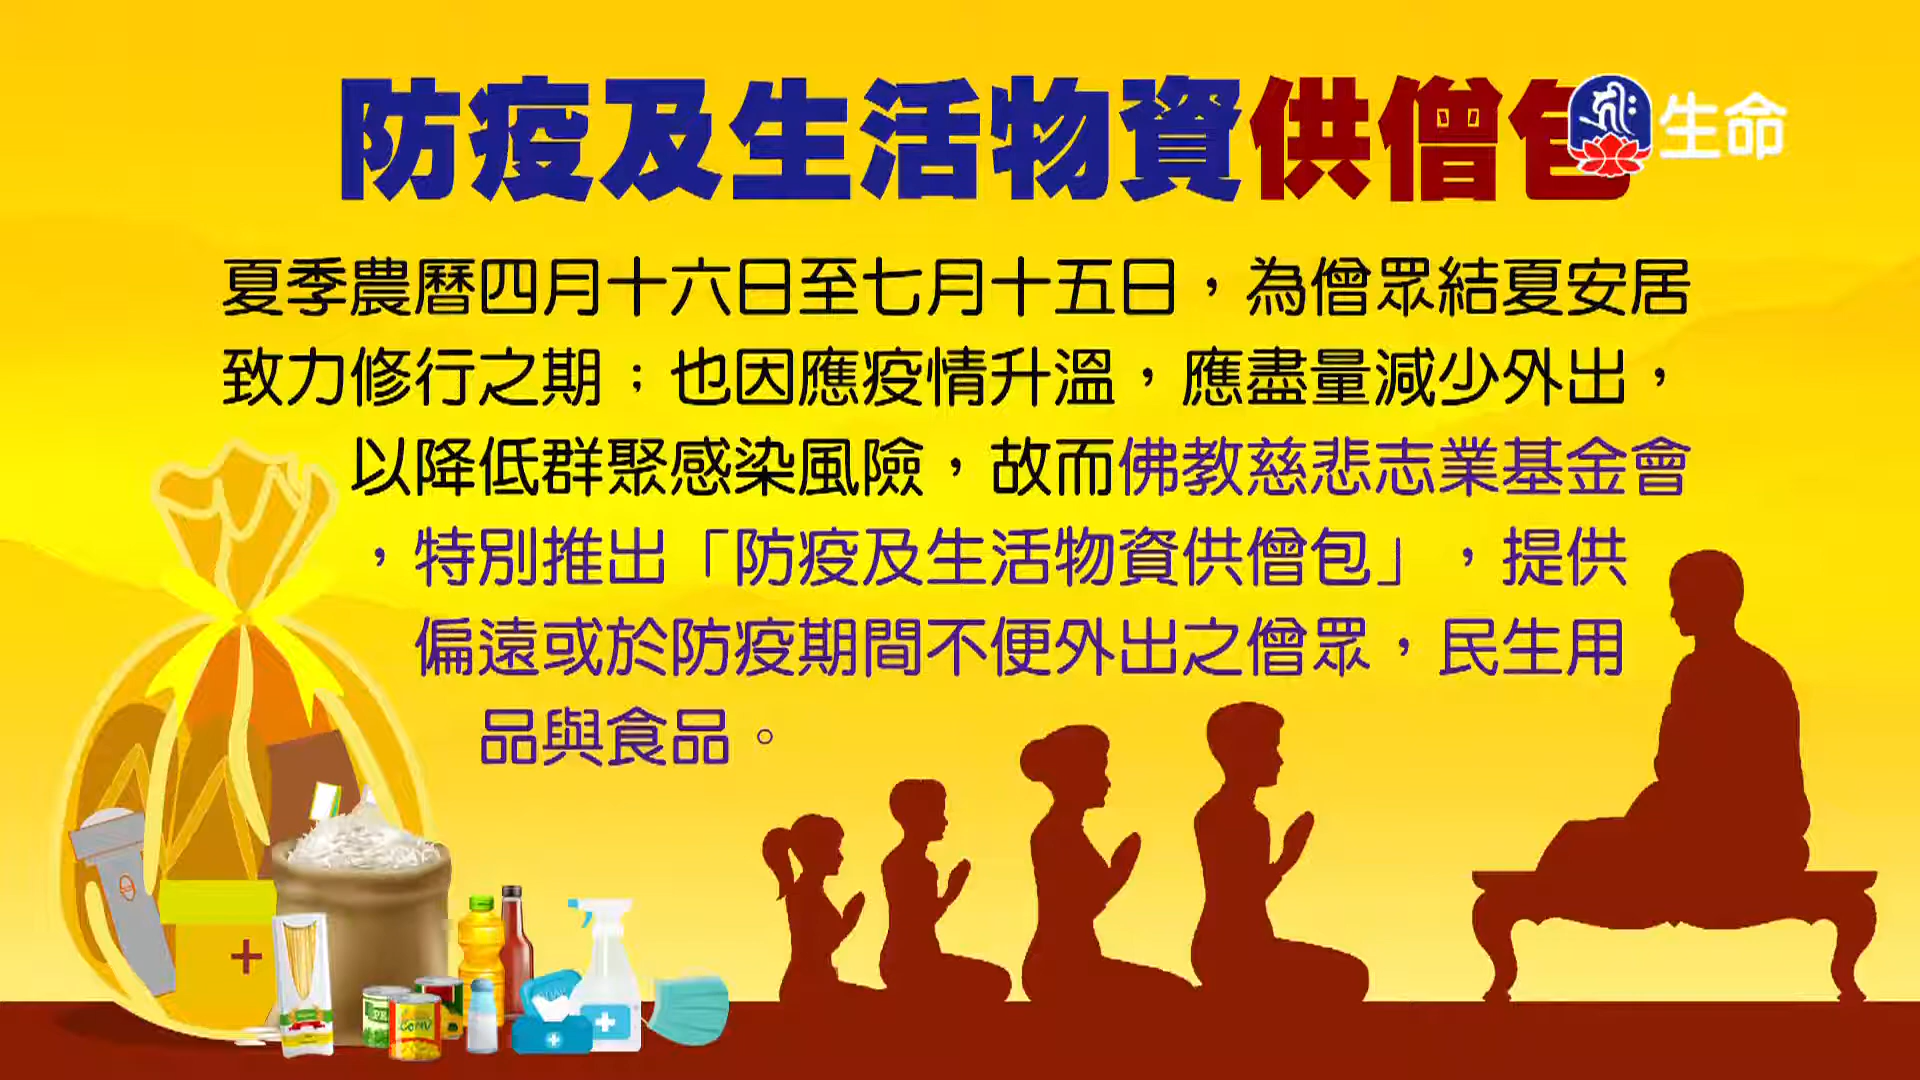 防疫及生活物資供僧包
生命
夏季農曆四月十六日至七月十五日，為僧眾結夏安居
致力修行之期；也因應疫情升溫，應盡量減少外出，
以降低群聚感染風險，故而佛教慈悲志業基金會
，特別推出「防疫及生活物資供僧包」，提供
偏遠或於防疫期間不便外出之僧眾，民生用
品與食品。
Corn